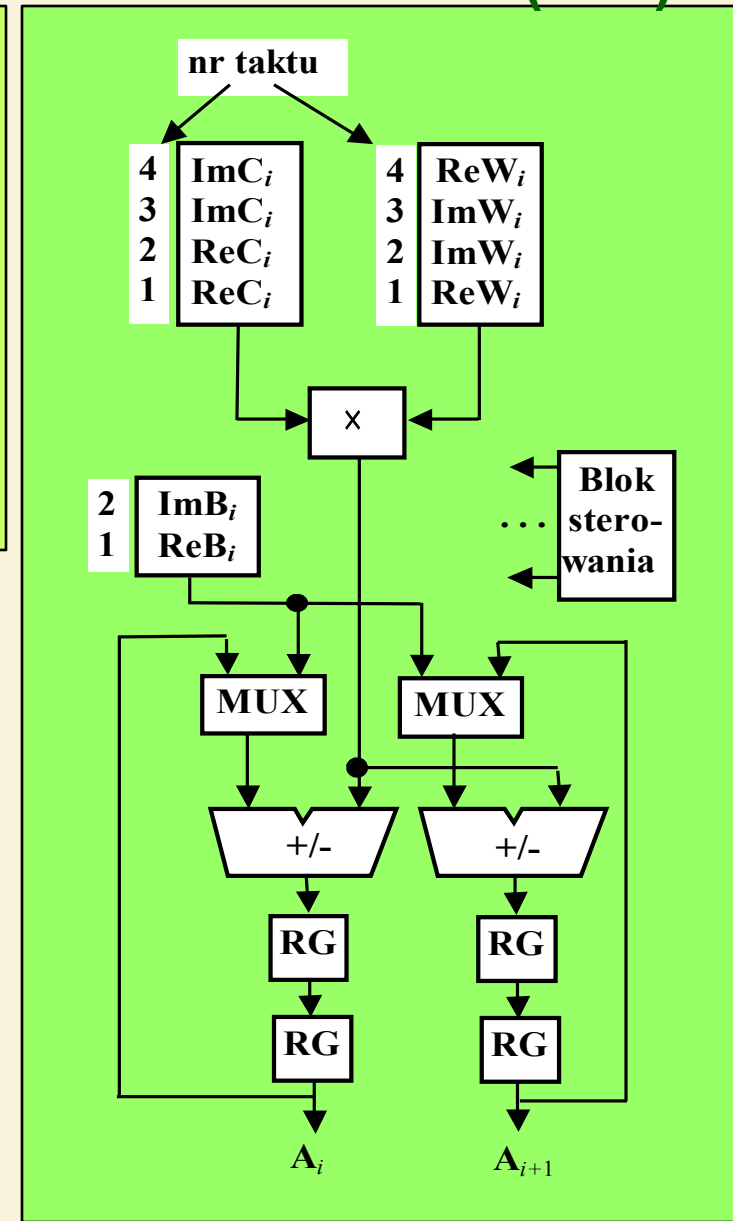 nr taktu
4 ImCᵢ
3 ImCᵢ
2 ReCᵢ
1 ReCᵢ
4 ReWᵢ
3 ImWᵢ
2 ImWᵢ
1 ReWᵢ
×
2 ImBᵢ
1 ReBᵢ
Blok
... stero-
wania
MUX
MUX
+/-
+/-
RG
RG
RG
RG
Aᵢ
Aᵢ₊₁